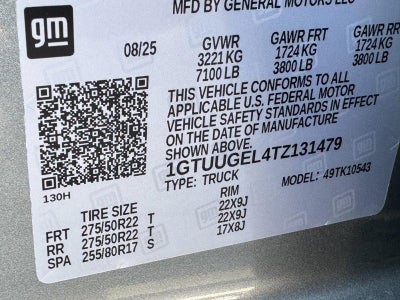 MFD BY GENERAL MOTORS LLC
gm
08/25 GVWR GAWR FRT GAWR RR
3221 KG 1724 KG 1724 KG
7100 LB 3800 LB 3800 LB
THIS VEHICLE CONFORMS TO ALL
APPLICABLE U.S. FEDERAL MOTOR
VEHICLE SAFETY STANDARDS IN EFFECT
ON THE DATE OF MANUFACTURE
1GTUUGEL4TZ131479
130H TYPE: TRUCK MODEL: 49TK10543
TIRE SIZE RIM
FRT 275/50R22 T 22X9J
RR 275/50R22 T 22X9J
SPA 255/80R17 S 17X8J